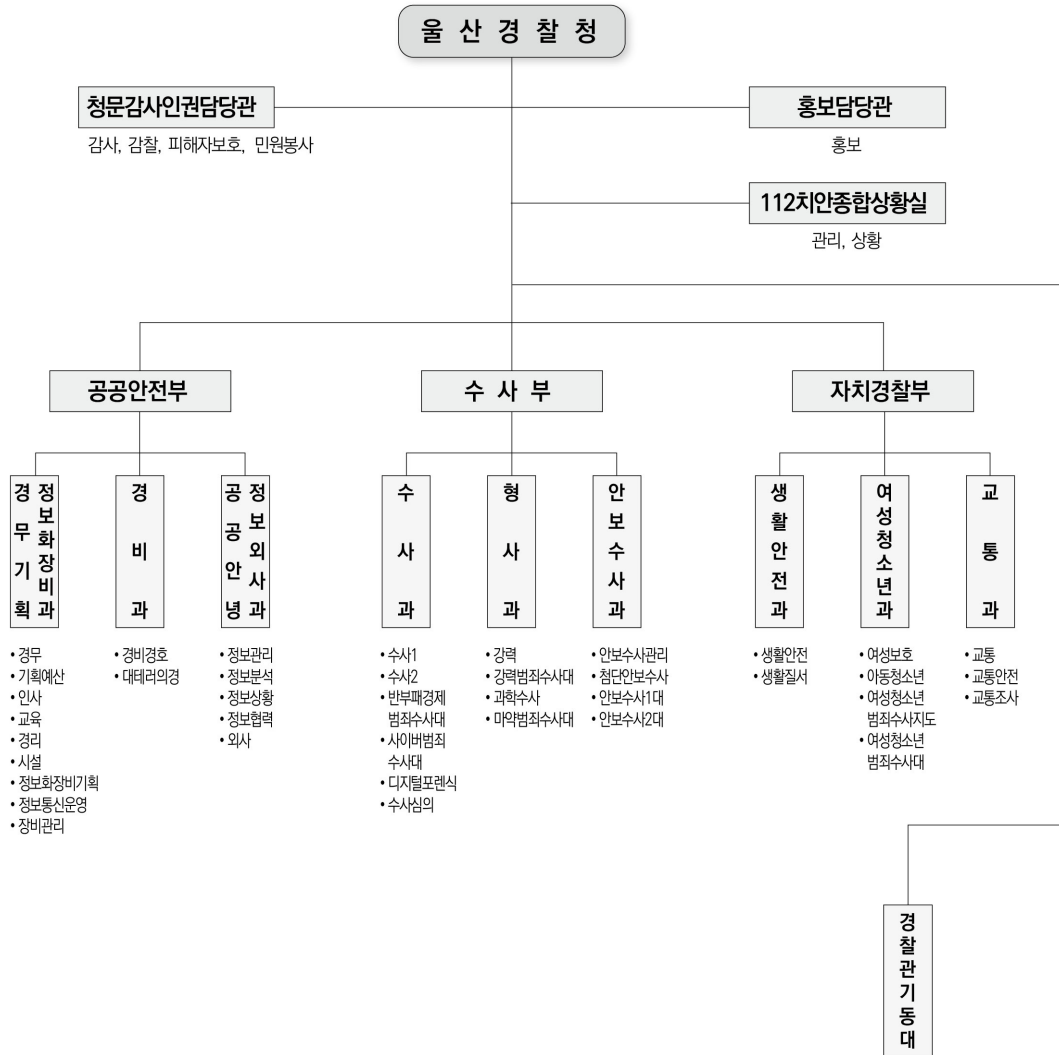 울산경찰청
청문감사인권담당관
감사, 감찰, 피해자보호, 민원봉사
홍보담당관
홍보
112치안종합상황실
관리, 상황
공공안전부
수사부
자치경찰부
경무기획
정보화장비과
경비과
공공안녕
정보외사과
수사과
형사과
안보수사과
생활안전과
여성청소년과
교통과
• 경무
• 기획예산
• 인사
• 교육
• 경리
• 시설
• 정보화장비기획
• 정보통신운영
• 장비관리
• 경비경호
• 대테러의경
• 정보관리
• 정보분석
• 정보상황
• 정보협력
• 외사
• 수사1
• 수사2
• 반부패경제
범죄수사대
• 사이버범죄
수사대
• 디지털포렌식
• 수사심의
• 강력
• 강력범죄수사대
• 과학수사
• 마약범죄수사대
• 안보수사관리
• 첨단안보수사
• 안보수사1대
• 안보수사2대
• 생활안전
• 생활질서
• 여성보호
• 아동청소년
• 여성청소년
범죄수사지도
• 여성청소년
범죄수사대
• 교통
• 교통안전
• 교통조사
경찰관기동대